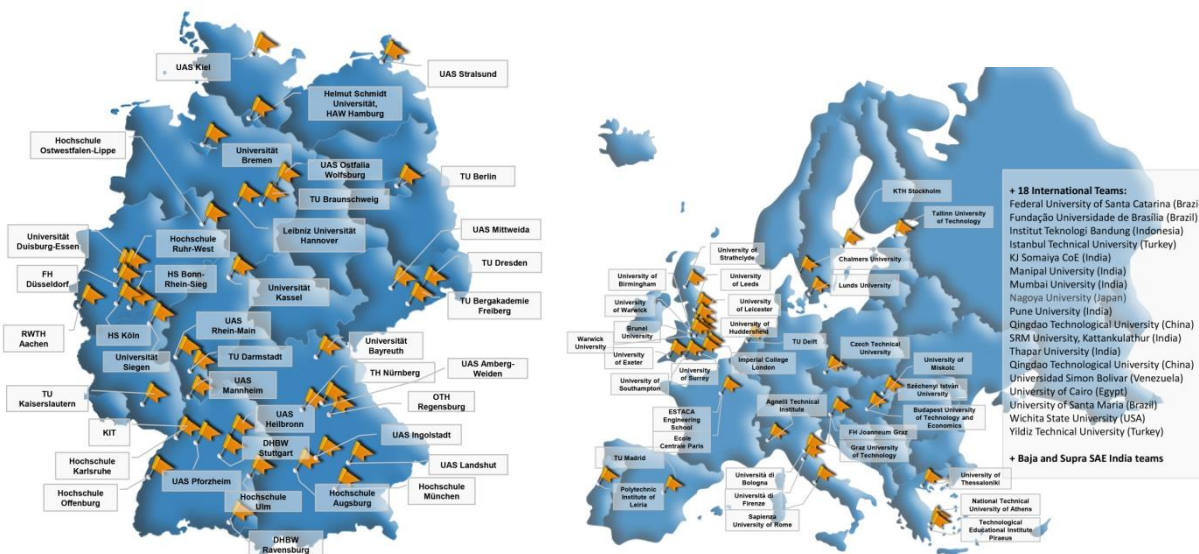 UAS Kiel
UAS Stralsund
Helmut Schmidt
Universität,
HAW Hamburg
Hochschule
Ostwestfalen-Lippe
Universität
Bremen
UAS Ostfalia
Wolfsburg
TU Berlin
TU Braunschweig
Leibniz Universität
Hannover
UAS Mittweida
Universität
Duisburg-Essen
Hochschule
Ruhr-West
TU Dresden
FH
Düsseldorf
HS Bonn-
Rhein-Sieg
Universität
Kassel
TU Bergakademie
Freiberg
RWTH
Aachen
HS Köln
UAS
Rhein-Main
Universität
Siegen
TU Darmstadt
Universität
Bayreuth
TH Nürnberg
UAS Amberg-
Weiden
TU
Kaiserslautern
UAS
Mannheim
OTH
Regensburg
KIT
UAS
Heilbronn
UAS Ingolstadt
DHBW
Stuttgart
Hochschule
Karlsruhe
UAS Landshut
UAS Pforzheim
Hochschule
Offenburg
Hochschule
Ulm
Hochschule
Augsburg
Hochschule
München
DHBW
Ravensburg
KTH Stockholm
Tallinn University
of Technology
University of
Strathclyde
Chalmers University
University of
Birmingham
University
of Leeds
Lunds University
University
of Warwick
University
of Leicester
Brunel
University
University of
Huddersfield
Warwick
University
TU Delft
Czech Technical
University
University
of Exeter
University
of Surrey
Imperial College
London
University of
Miskolc
University of
Southampton
Széchenyi István
University
Agnelli Technical
Institute
ESTACA
Engineering
School
Budapest University
of Technology and
Economics
FH Joanneum Graz
Ecole
Centrale Paris
Graz University
of Technology
TU Madrid
Università di
Bologna
University of
Thessaloniki
Polytechnic
Institute of
Leiria
Università di
Firenze
National Technical
University of Athens
Sapienza
University of Rome
Technological
Educational Institute
Piraeus
+ 18 International Teams:
Federal University of Santa Catarina (Brazi
Fundação Universidade de Brasília (Brazil)
Institut Teknologi Bandung (Indonesia)
Istanbul Technical University (Turkey)
KJ Somaiya CoE (India)
Manipal University (India)
Mumbai University (India)
Nagoya University (Japan)
Pune University (India)
Qingdao Technological University (China)
SRM University, Kattankulathur (India)
Thapar University (India)
Qingdao Technological University (China)
Universidad Simon Bolivar (Venezuela)
University of Cairo (Egypt)
University of Santa Maria (Brazil)
Wichita State University (USA)
Yildiz Technical University (Turkey)
+ Baja and Supra SAE India teams